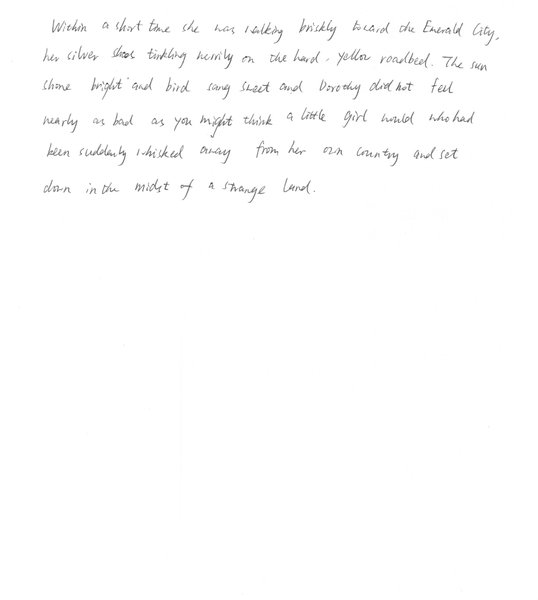 Within a short time she was walking briskly toward the Emerald City,
her silver shoes tinkling merrily on the hard, yellow roadbed. The sun
shone bright and bird sang sweet and Dorothy did not feel
nearly as bad as you might think a little girl would who had
been suddenly whisked away from her own country and set
down in the midst of a strange land.